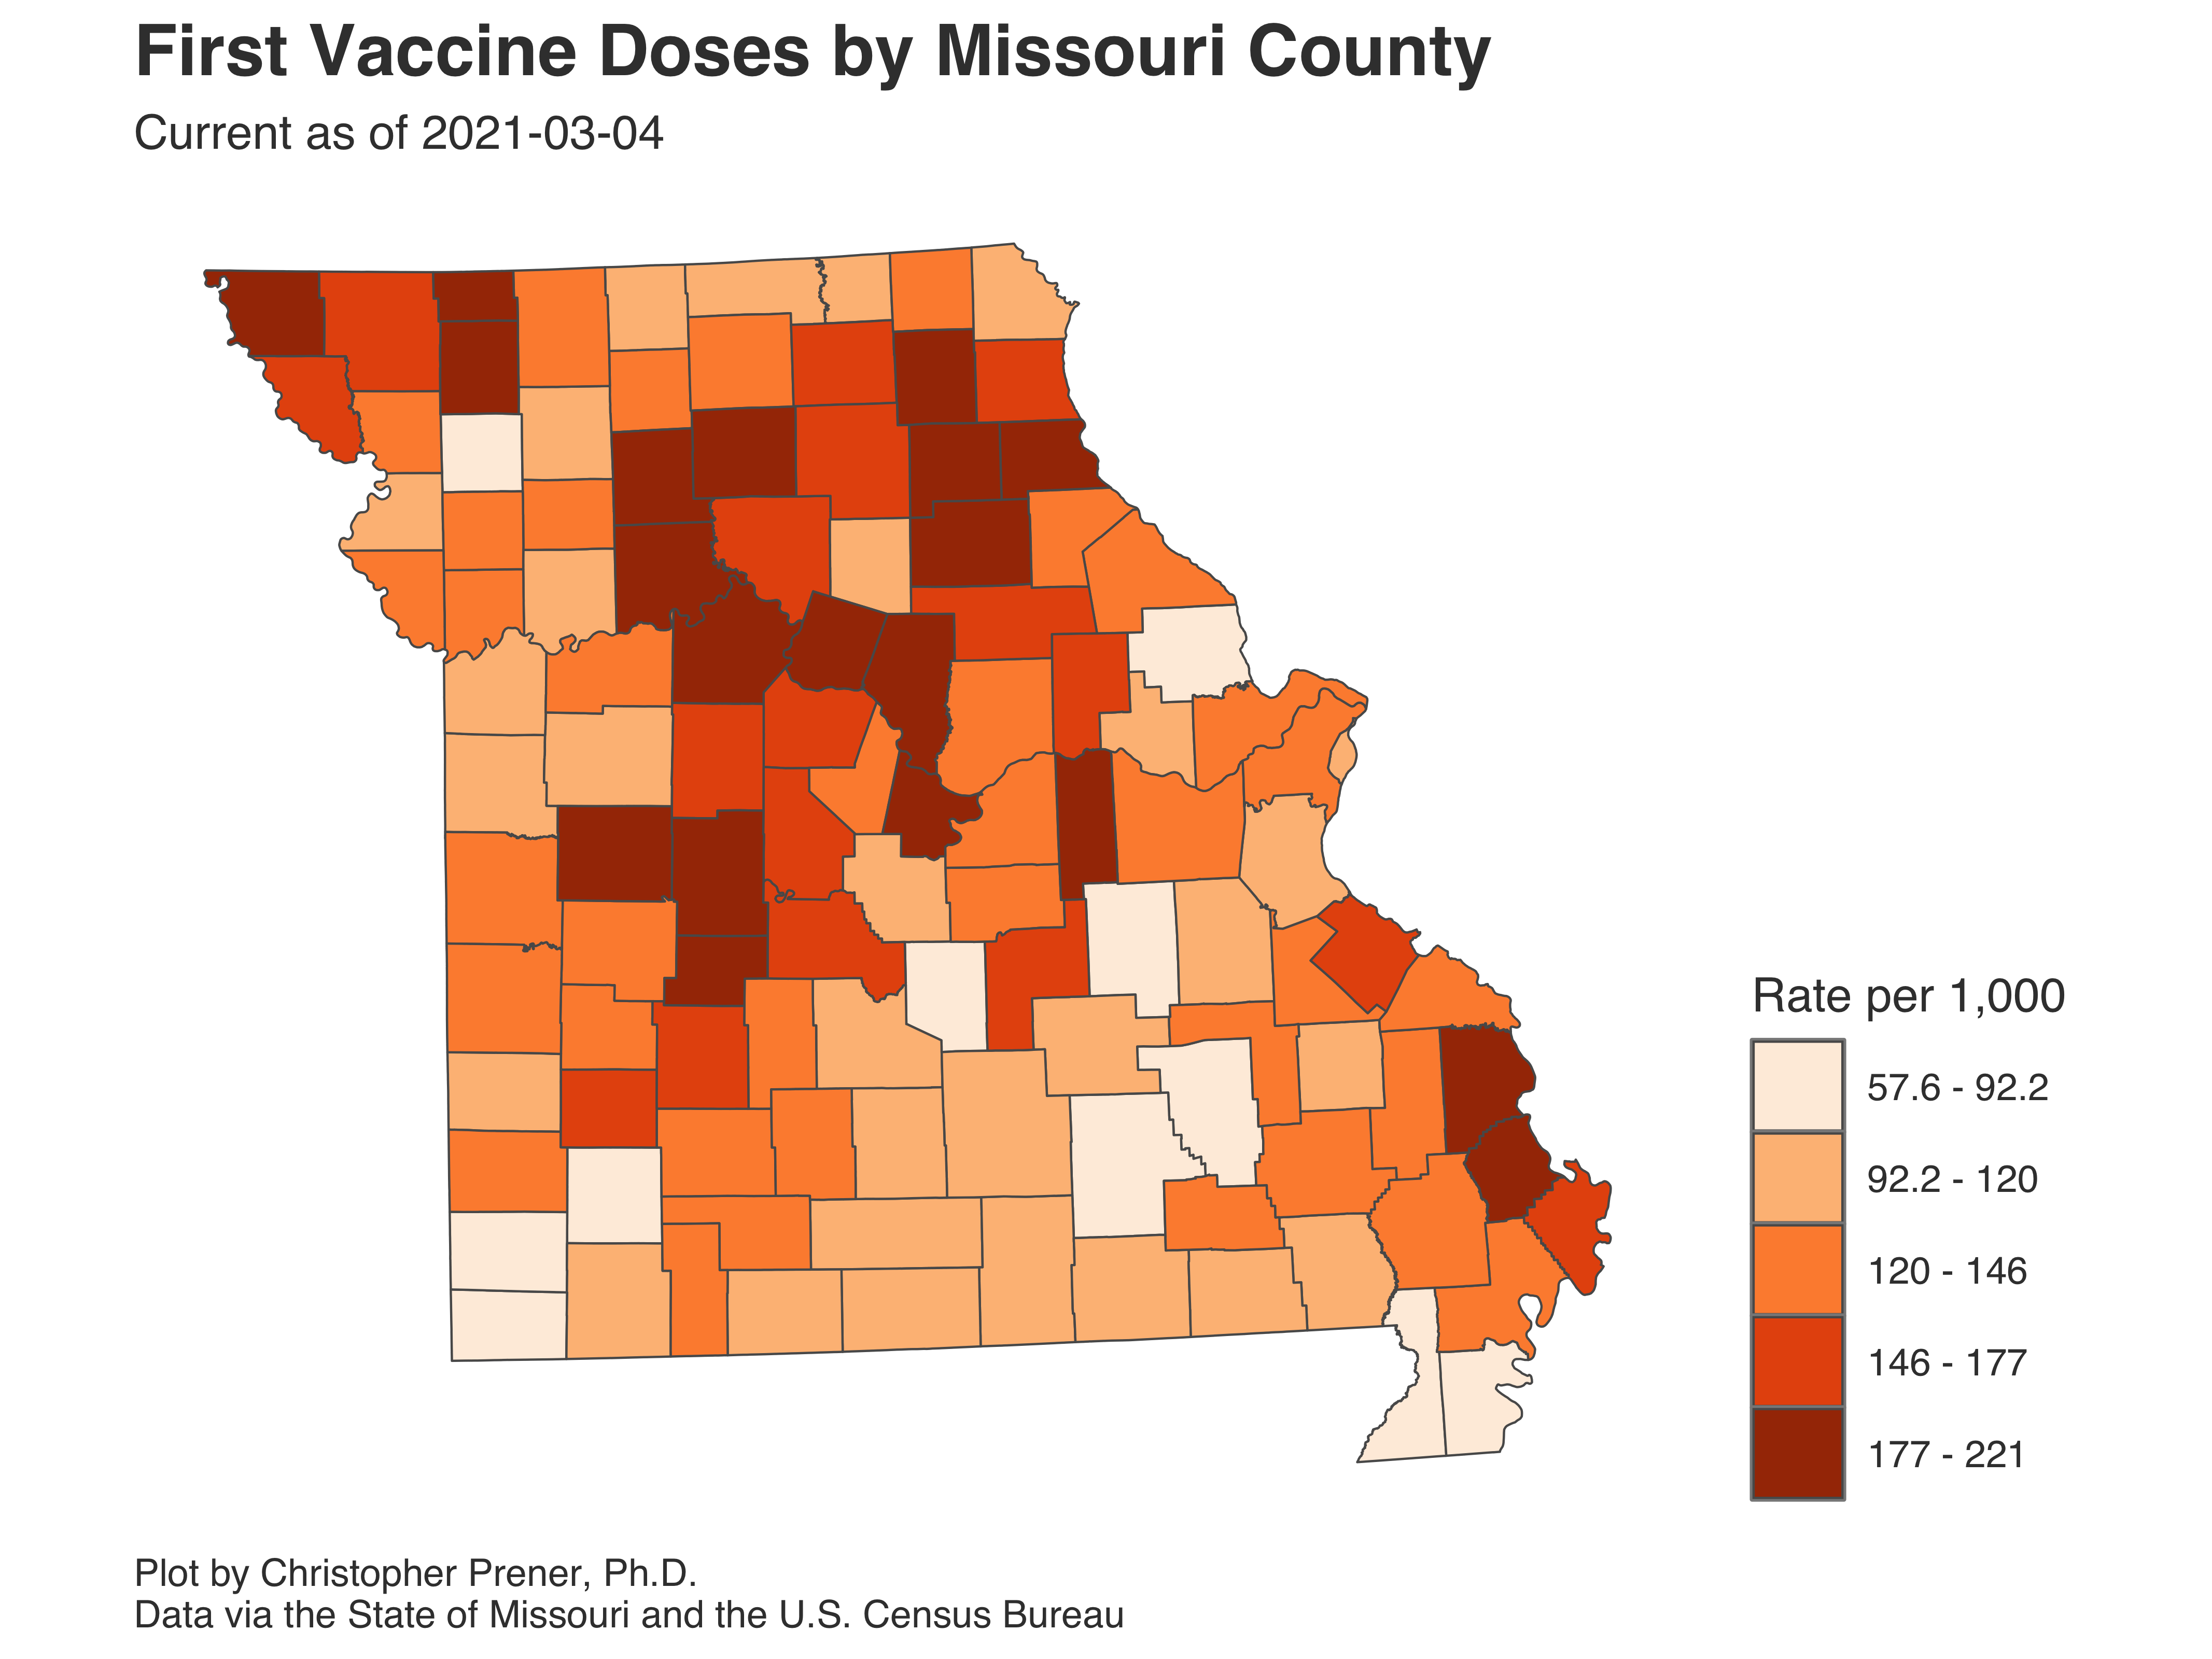 First Vaccine Doses by Missouri County
Current as of 2021-03-04
Rate per 1,000
57.6 - 92.2
92.2 - 120
120 - 146
146 - 177
177 - 221
Plot by Christopher Prener, Ph.D.
Data via the State of Missouri and the U.S. Census Bureau